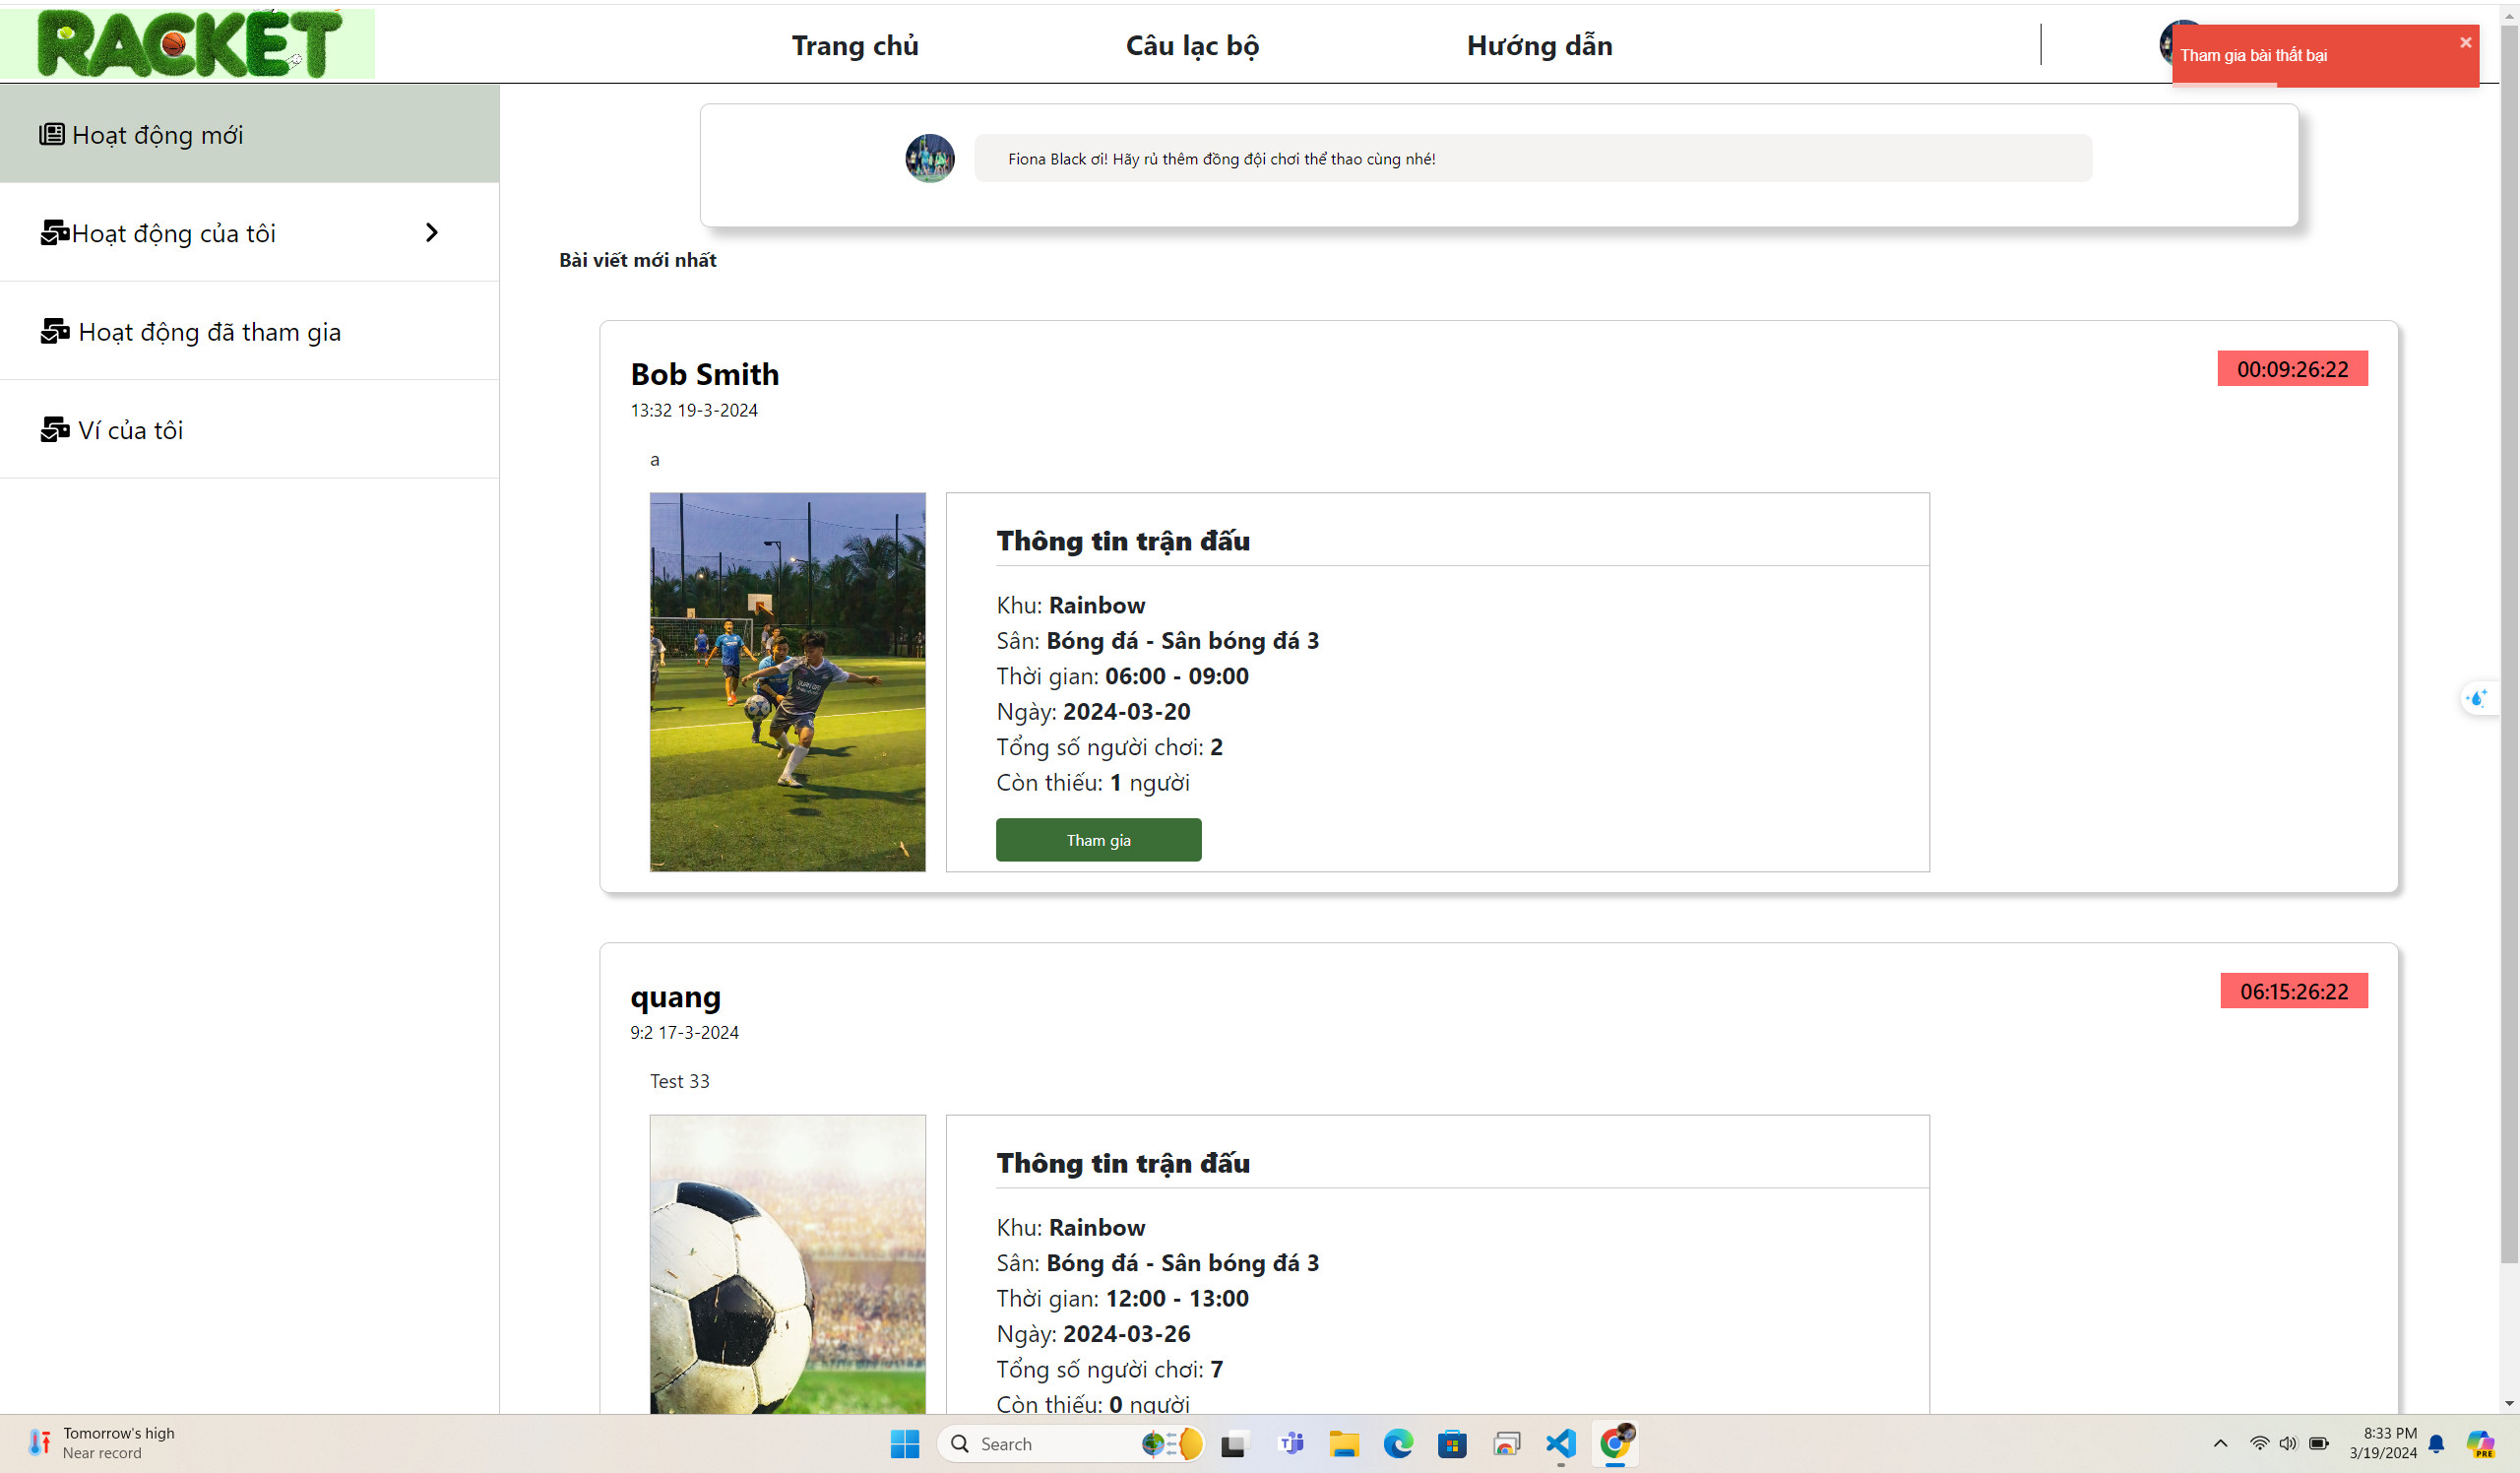 RACKET
Trang chủ
Câu lạc bộ
Hướng dẫn
Tham gia bài thất bại
Hoạt động mới
Hoạt động của tôi
Hoạt động đã tham gia
Ví của tôi
Fiona Black ơi! Hãy rủ thêm đồng đội chơi thể thao cùng nhé!
Bài viết mới nhất
Bob Smith
00:09:26:22
13:32 19-3-2024
a
Thông tin trận đấu
Khu: Rainbow
Sân: Bóng đá - Sân bóng đá 3
Thời gian: 06:00 - 09:00
Ngày: 2024-03-20
Tổng số người chơi: 2
Còn thiếu: 1 người
Tham gia
quang
06:15:26:22
9:2 17-3-2024
Test 33
Thông tin trận đấu
Khu: Rainbow
Sân: Bóng đá - Sân bóng đá 3
Thời gian: 12:00 - 13:00
Ngày: 2024-03-26
Tổng số người chơi: 7
Còn thiếu: 0 người
Tomorrow's high
Near record
Search
8:33 PM
3/19/2024
PRE